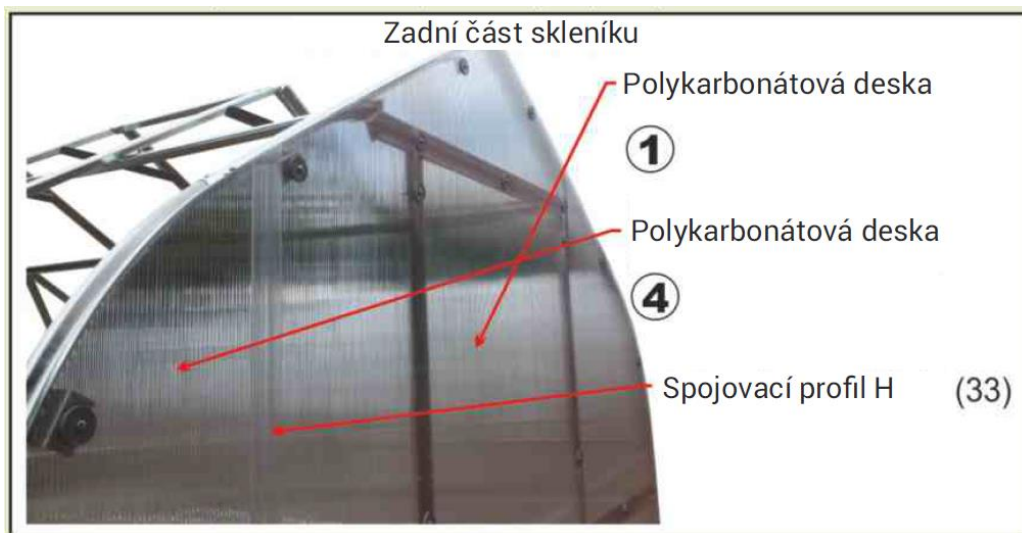 Zadní část skleníku
Polykarbonátová deska
1
Polykarbonátová deska
4
Spojovací profil H (33)